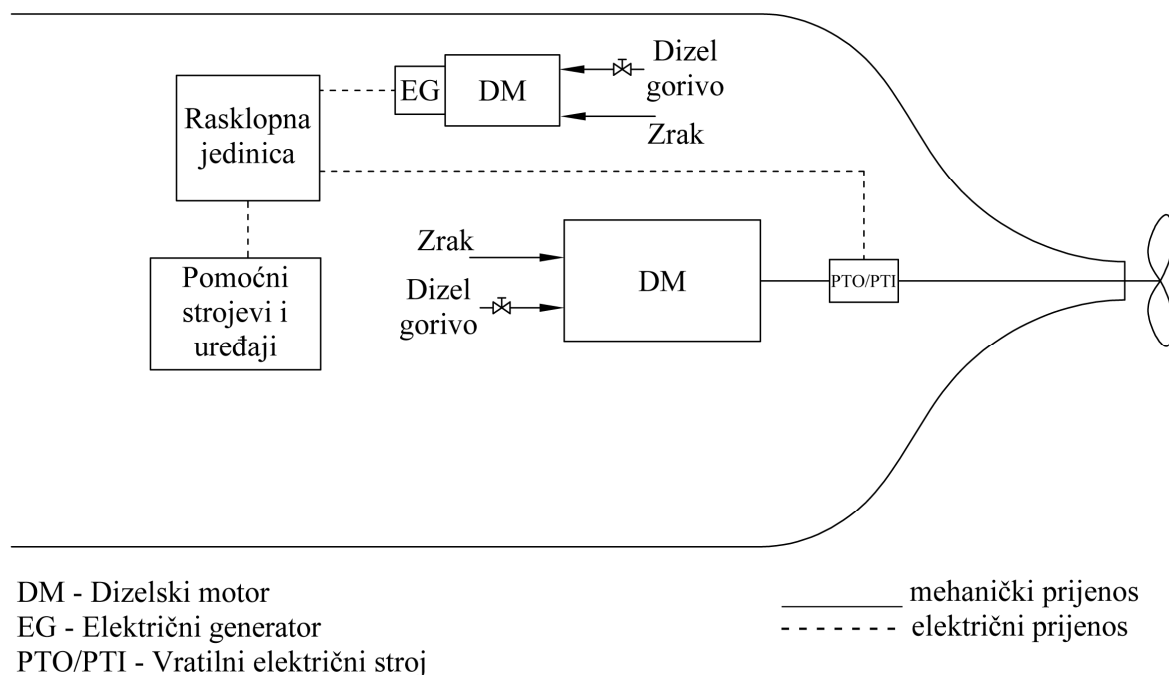 Dizel
gorivo
EG
DM
Zrak
Rasklopna
jedinica
Zrak
Dizel
gorivo
DM
PTO/PTI
Pomoćni
strojevi i
uređaji
DM - Dizelski motor
EG - Električni generator
PTO/PTI - Vratilni električni stroj
mehanički prijenos
električni prijenos